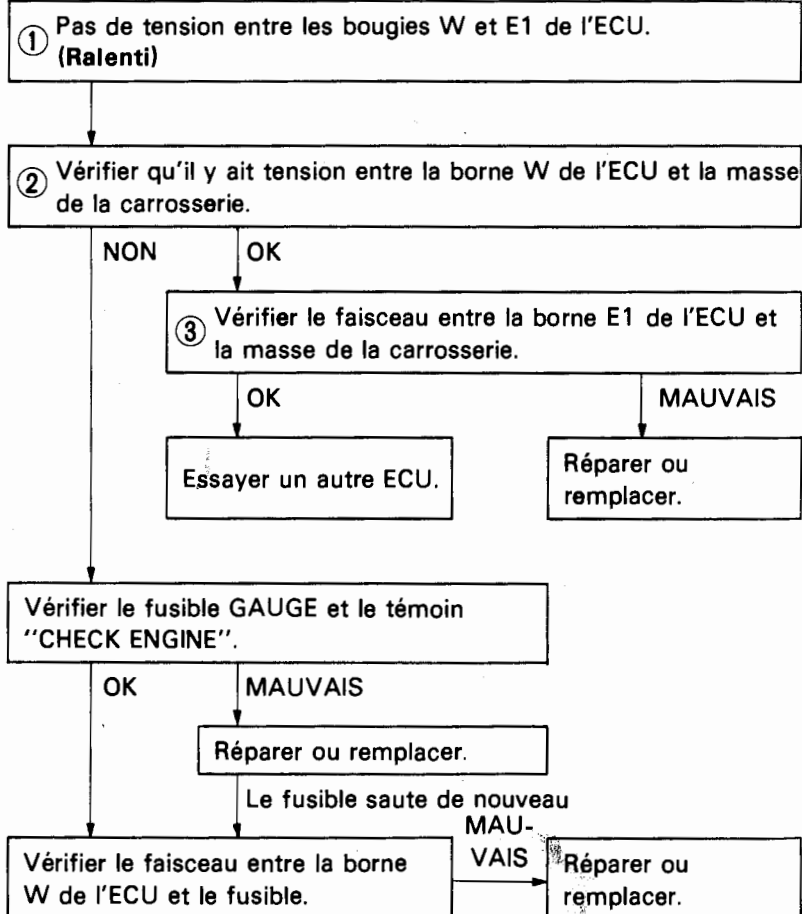 ① Pas de tension entre les bougies W et E1 de l'ECU.
(Ralenti)
② Vérifier qu'il y ait tension entre la borne W de l'ECU et la masse
de la carrosserie.
NON
OK
③ Vérifier le faisceau entre la borne E1 de l'ECU et
la masse de la carrosserie.
OK
MAUVAIS
Essayer un autre ECU.
Réparer ou
remplacer.
Vérifier le fusible GAUGE et le témoin
"CHECK ENGINE".
OK
MAUVAIS
Réparer ou remplacer.
Le fusible saute de nouveau
MAU-
VAIS
Vérifier le faisceau entre la borne
W de l'ECU et le fusible.
Réparer ou
remplacer.